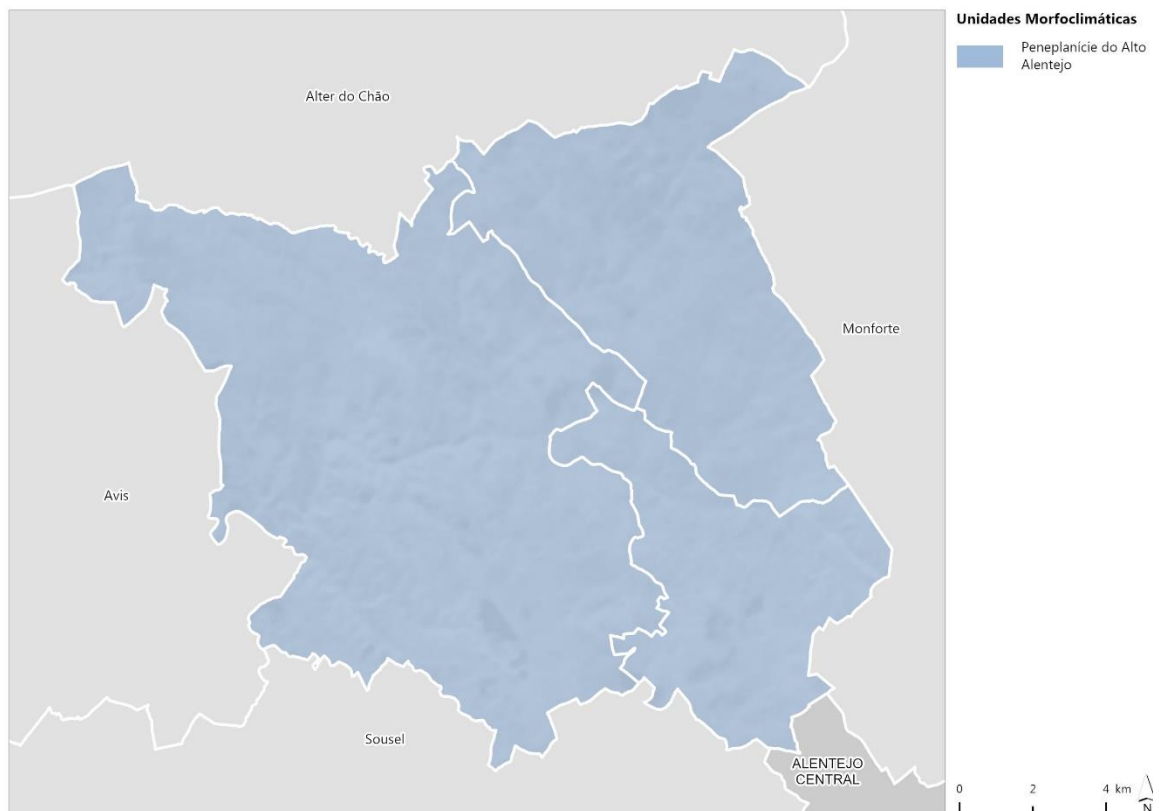 Unidades Morfoclimáticas
Peneplanície do Alto
Alentejo
Alter do Chão
Monforte
Avis
Sousel
ALENTEJO
CENTRAL
0 2 4 km
N